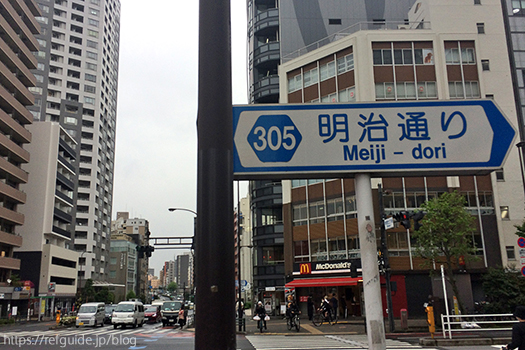 305
明治通り
Meiji - dori
McDonald's
https://refguide.jp/blog